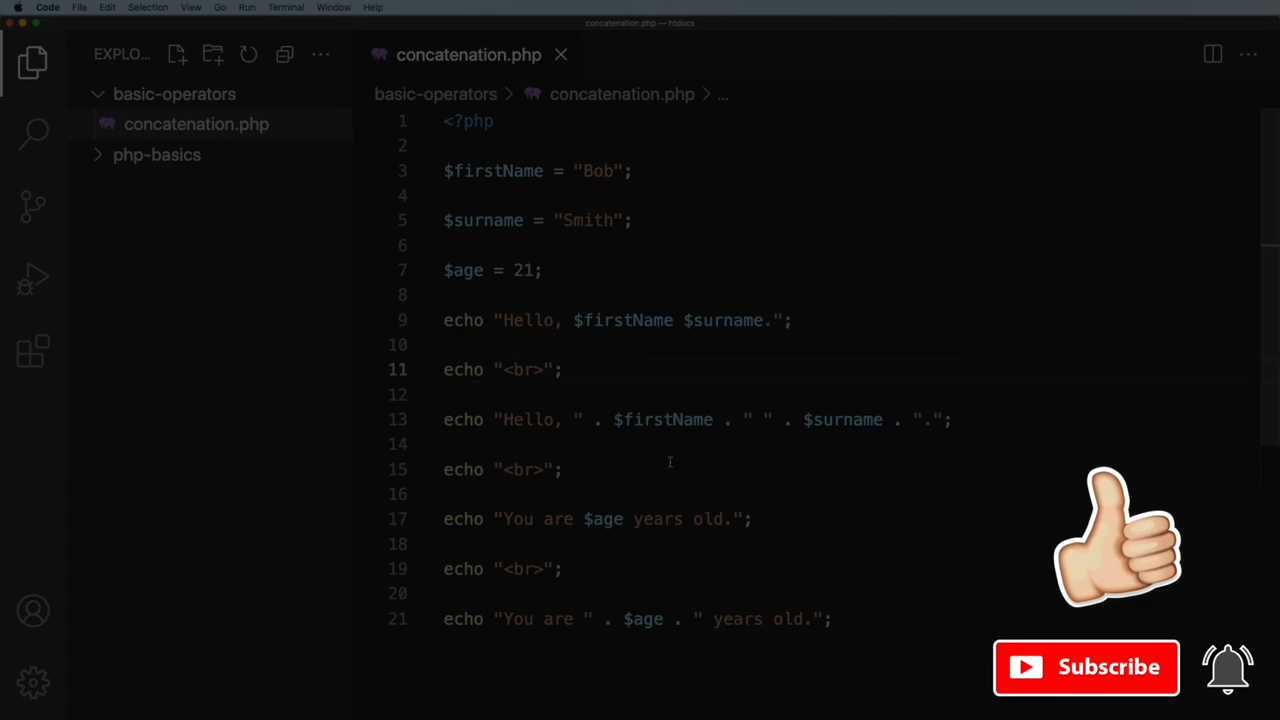 Code File Edit Selection View Go Run Terminal Window Help
concatenation.php — htdocs
EXPLO...
concatenation.php
basic-operators
basic-operators > concatenation.php > ...
concatenation.php
php-basics
1 <?php
2
3 $firstName = "Bob";
4
5 $surname = "Smith";
6
7 $age = 21;
8
9 echo "Hello, $firstName $surname.";
10
11 echo "<br>";
12
13 echo "Hello, " . $firstName . " " . $surname . ".";
14
15 echo "<br>";
16
17 echo "You are $age years old.";
18
19 echo "<br>";
20
21 echo "You are " . $age . " years old.";
Subscribe